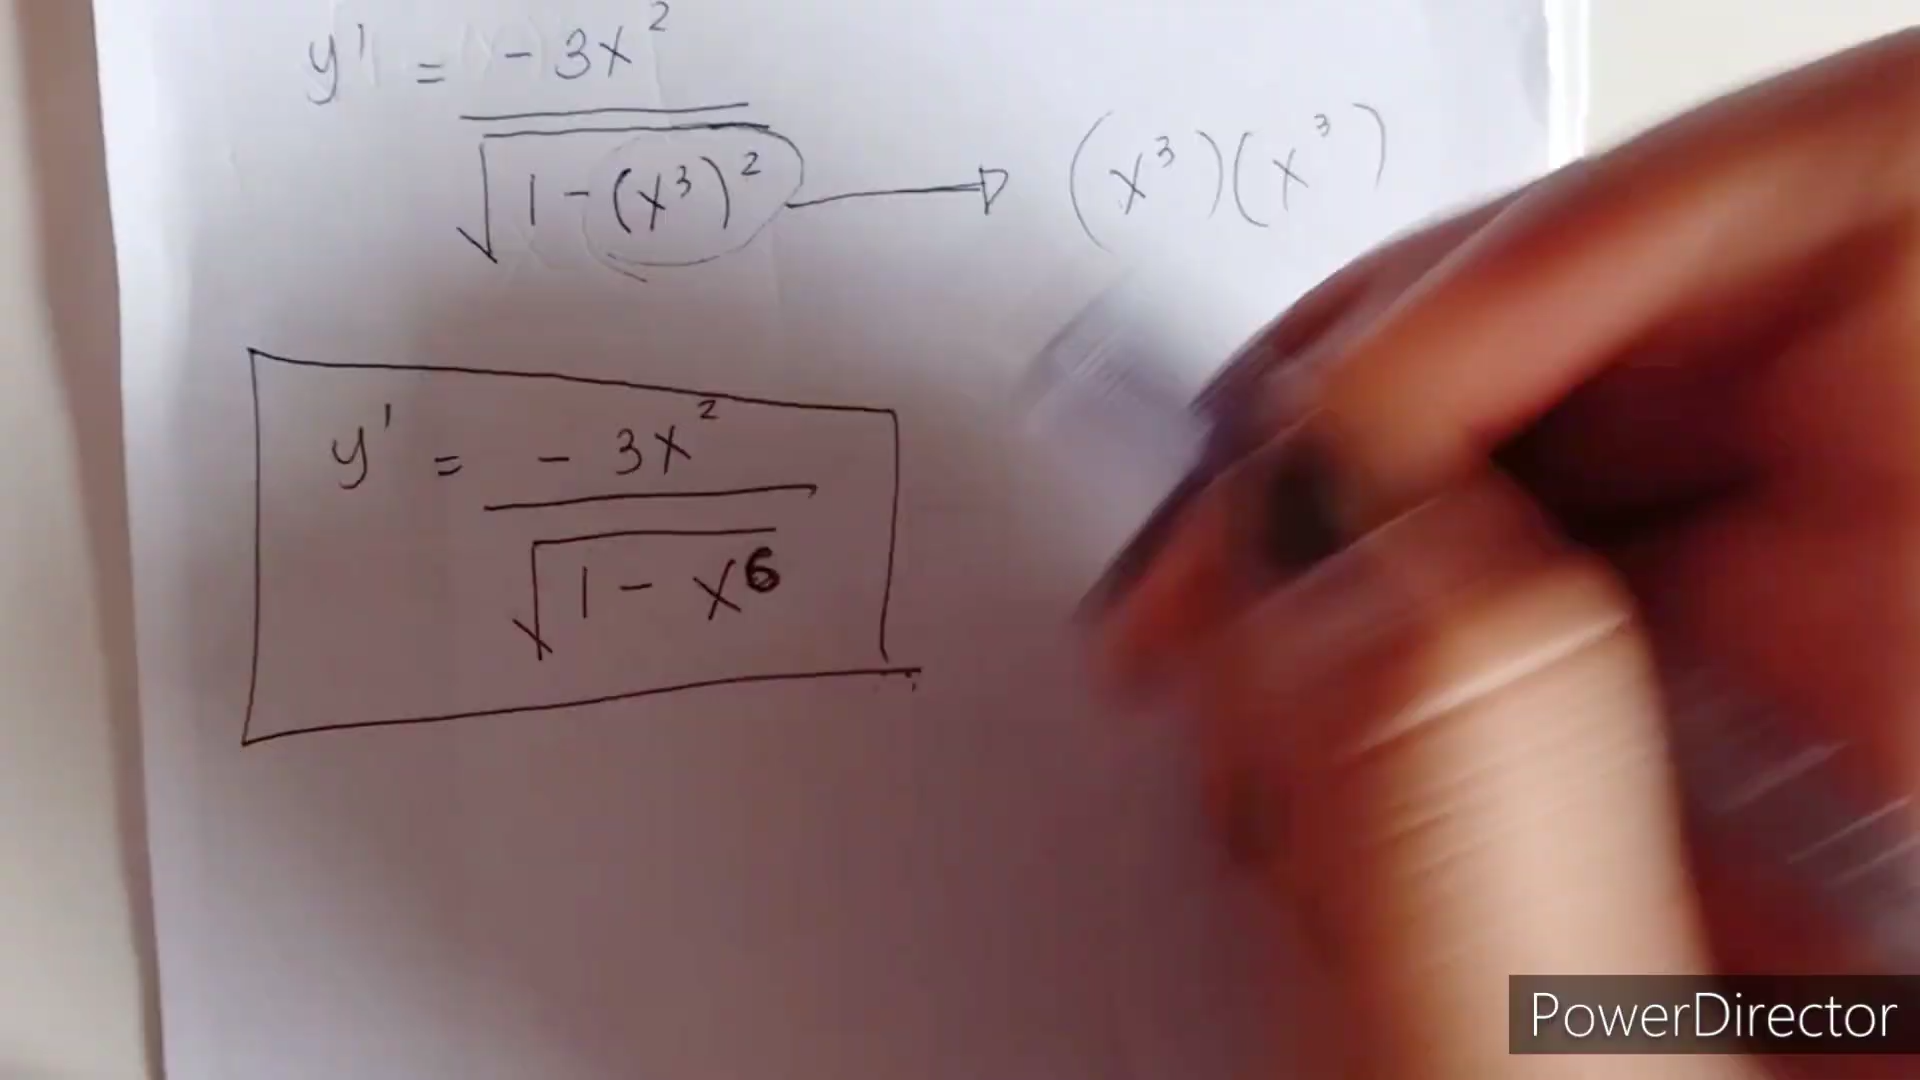 y' = - 3x²
√1 - (x³)² → (x³)(x³)
y' = - 3x²
√1 - x⁶
PowerDirector